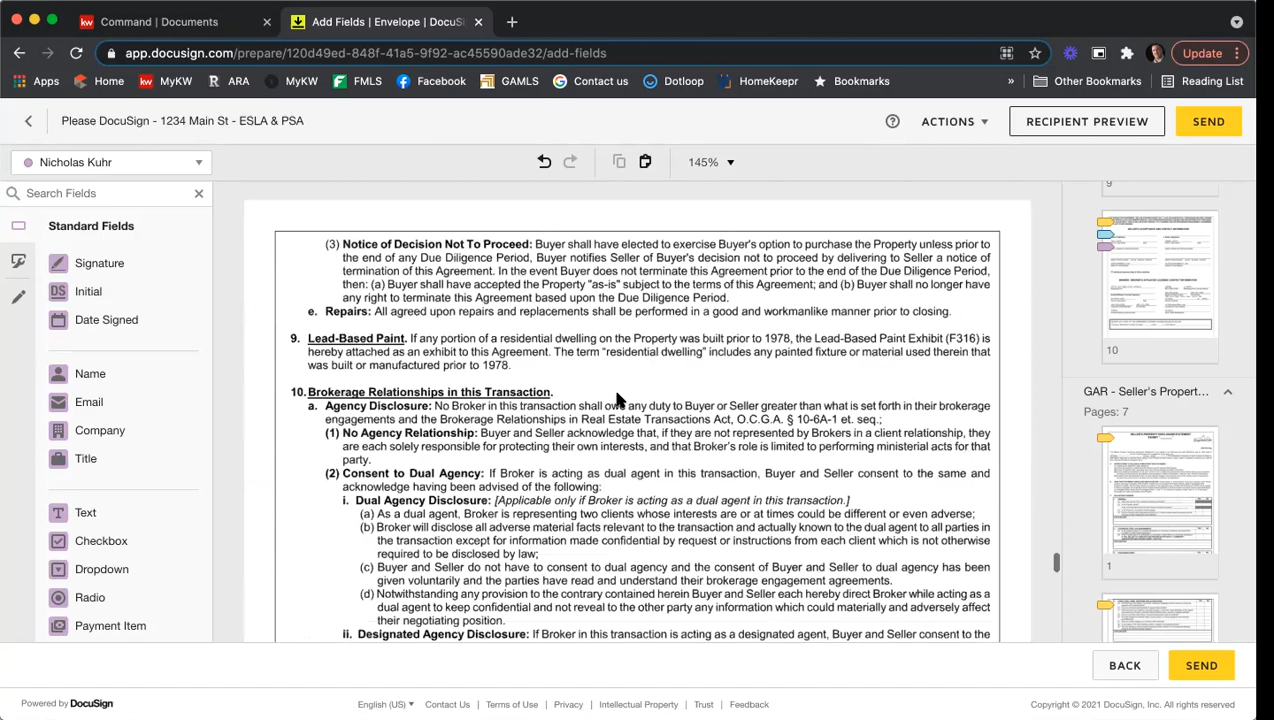 Command | Documents
Add Fields | Envelope | DocuSi
app.docusign.com/prepare/120d49ed-848f-41a5-9f92-ac45590ade32/add-fields
Update
Apps
Home
kw MyKW
R ARA
MyKW
FMLS
Facebook
GAMLS
Contact us
Dotloop
HomeKeepr
Bookmarks
»
Other Bookmarks
Reading List
Please DocuSign - 1234 Main St - ESLA & PSA
ACTIONS
RECIPIENT PREVIEW
SEND
Nicholas Kuhr
145%
Search Fields
Standard Fields
Signature
DS Initial
Date Signed
Name
Email
Company
Title
T Text
Checkbox
Dropdown
Radio
Payment Item
(3) Notice of Decision Not To Proceed: Buyer shall have elected to exercise Buyer's option to purchase the Property unless prior to
the end of any Due Diligence Period, Buyer notifies Seller of Buyer's decision not to proceed by delivering to Seller a notice of
termination of this Agreement. In the event Buyer does not terminate this Agreement prior to the end of the Due Diligence Period,
then: (a) Buyer shall have accepted the Property "as-is" subject to the terms of this Agreement; and (b) Buyer shall no longer have
any right to terminate this Agreement based upon the Due Diligence Period.
e. Repairs: All agreed upon repairs and replacements shall be performed in a good and workmanlike manner prior to closing.
9. Lead-Based Paint. If any portion of a residential dwelling on the Property was built prior to 1978, the Lead-Based Paint Exhibit (F316) is
hereby attached as an exhibit to this Agreement. The term "residential dwelling" includes any painted fixture or material used therein that
was built or manufactured prior to 1978.
10. Brokerage Relationships in this Transaction.
a. Agency Disclosure: No Broker in this transaction shall owe any duty to Buyer or Seller greater than what is set forth in their brokerage
engagements and the Brokerage Relationships in Real Estate Transactions Act, O.C.G.A. § 10-6A-1 et. seq.;
(1) No Agency Relationship: Buyer and Seller acknowledge that, if they are not represented by Brokers in a client relationship, they
are each solely responsible for protecting their own interests, and that Broker's role is limited to performing ministerial acts for that
party.
(2) Consent to Dual Agency: If Broker is acting as dual agent in this transaction, Buyer and Seller consent to the same and
acknowledge having been advised of the following:
i. Dual Agency Disclosure: [Applicable only if Broker is acting as a dual agent in this transaction.]
(a) As a dual agent, Broker is representing two clients whose interests are or at times could be different or even adverse;
(b) Broker will disclose all adverse material facts relevant to the transaction and actually known to the dual agent to all parties in
the transaction except for information made confidential by request or instructions from each client which is not otherwise
required to be disclosed by law;
(c) Buyer and Seller do not have to consent to dual agency and the consent of Buyer and Seller to dual agency has been
given voluntarily and the parties have read and understand their brokerage engagement agreements.
(d) Notwithstanding any provision to the contrary contained herein Buyer and Seller each hereby direct Broker while acting as a
dual agent to keep confidential and not reveal to the other party any information which could materially and adversely affect
their negotiating position.
ii. Designated Agency Disclosure: If Broker in this transaction is acting as designated agent, Buyer and Seller consent to the
9
10
GAR - Seller's Propert...
Pages: 7
1
BACK
SEND
Powered by DocuSign
English (US)
Contact Us
Terms of Use
Privacy
Intellectual Property
Trust
Feedback
Copyright © 2021 DocuSign, Inc. All rights reserved